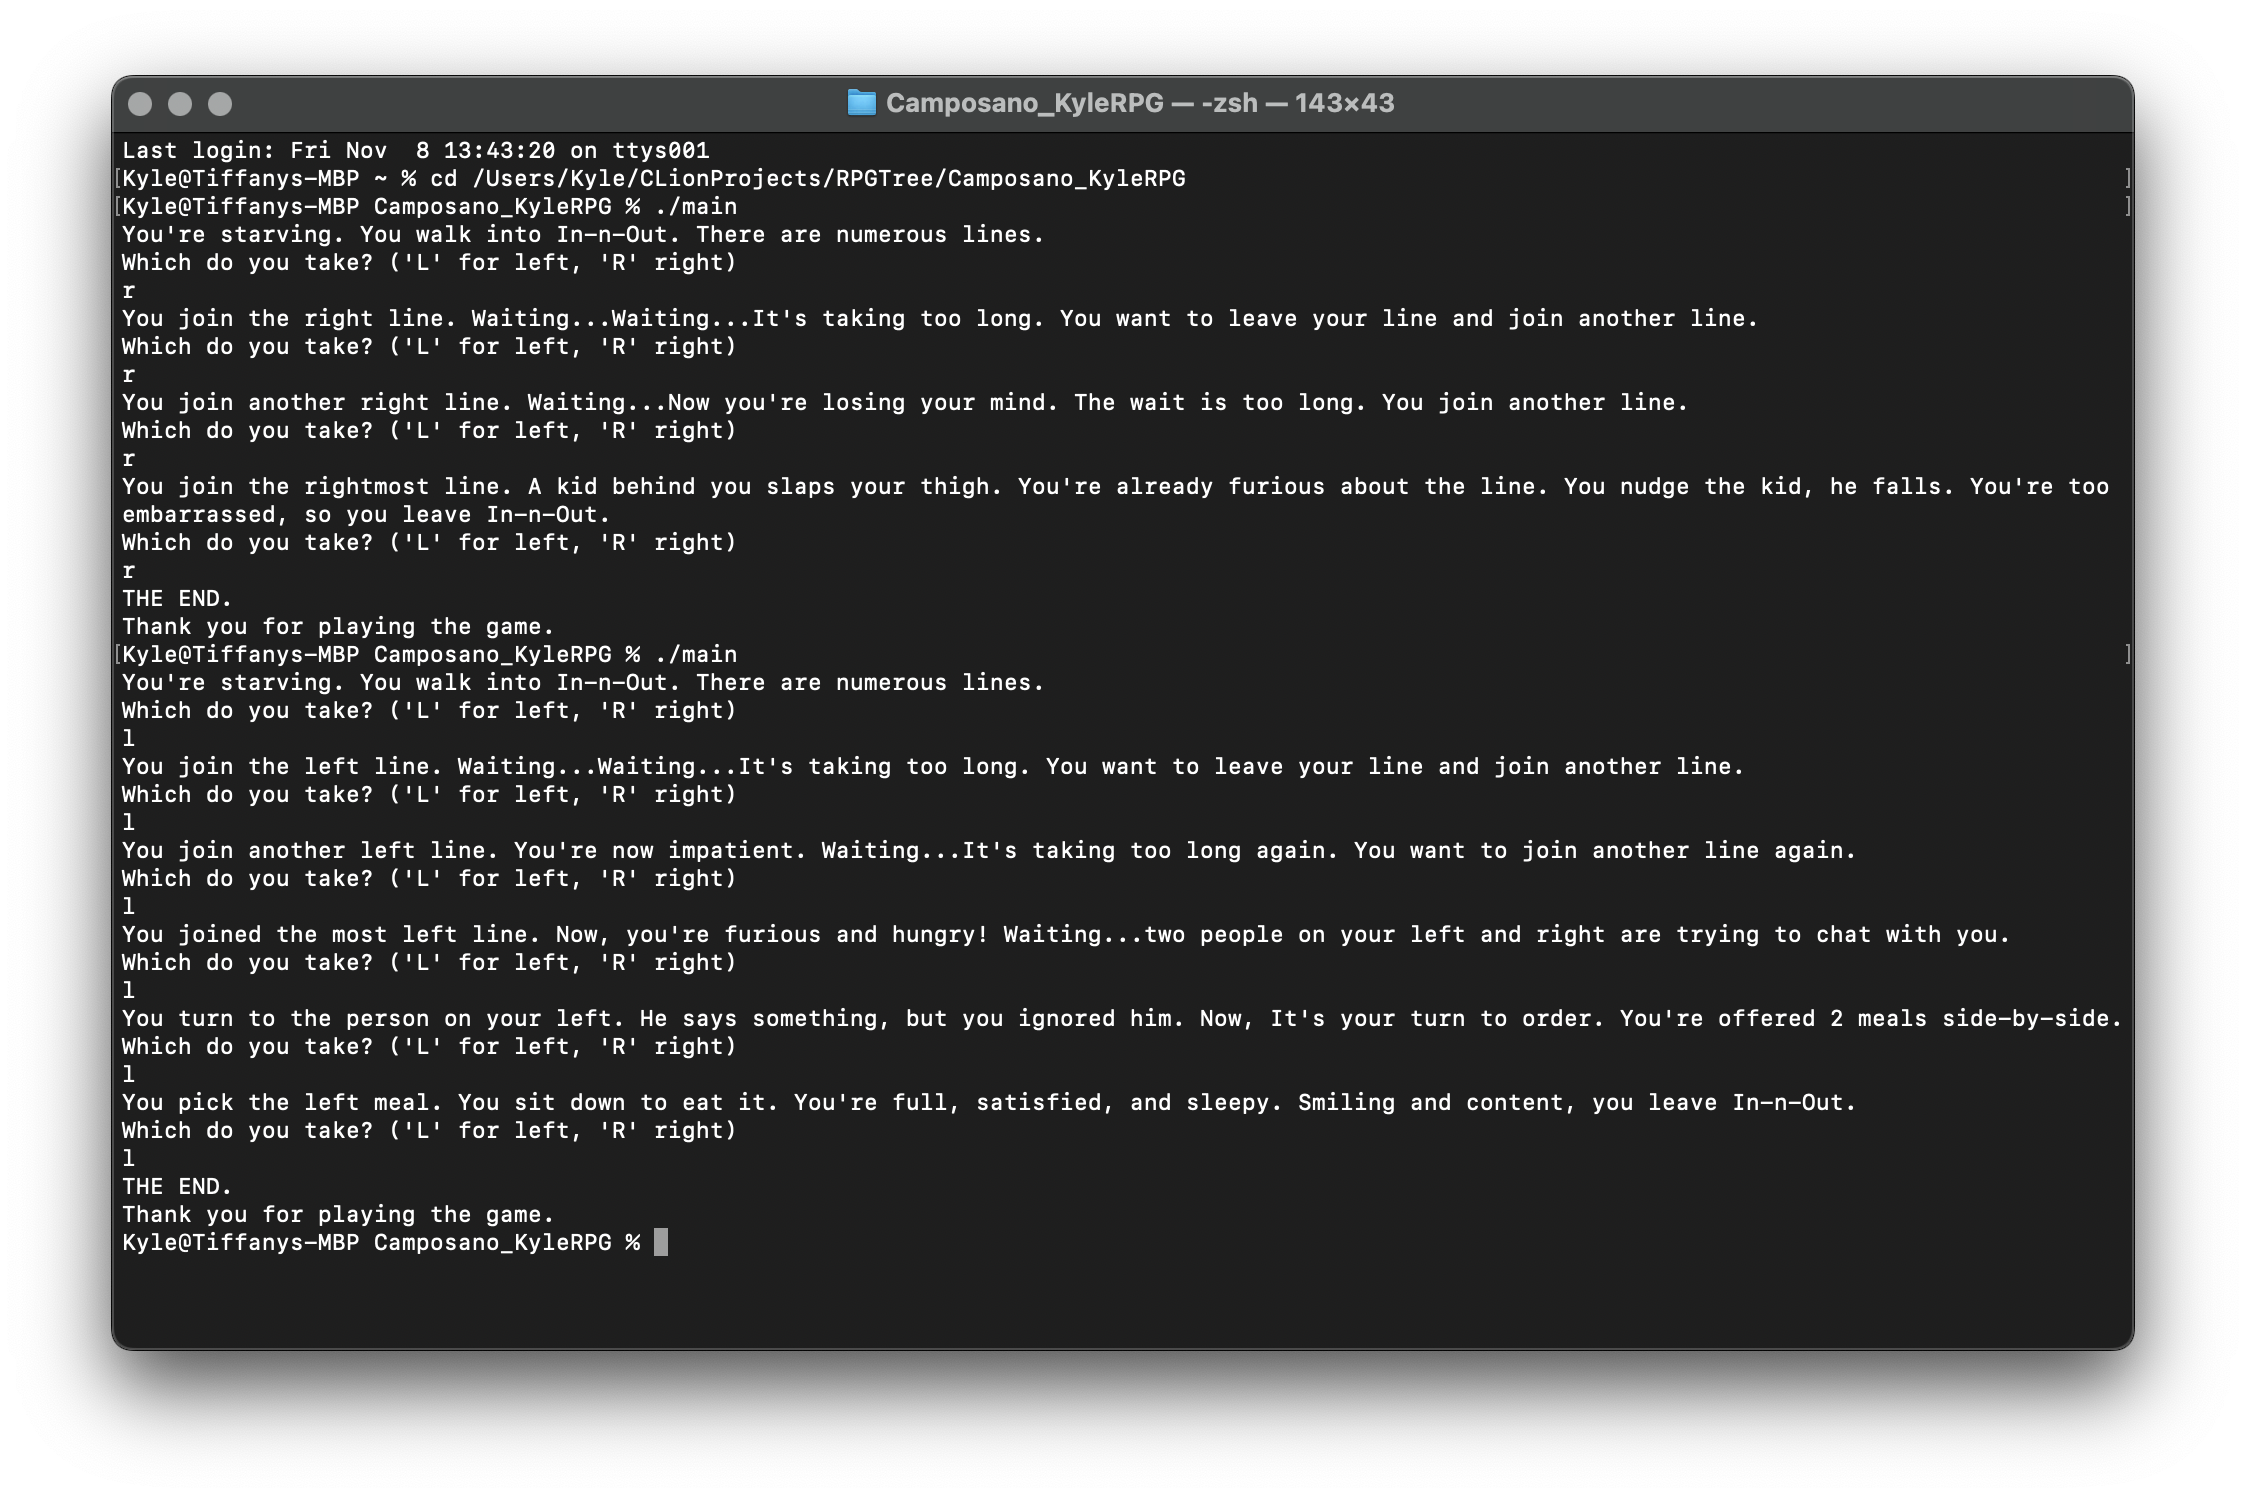 Camposano_KyleRPG — -zsh — 143×43
Last login: Fri Nov  8 13:43:20 on ttys001
[Kyle@Tiffanys-MBP ~ % cd /Users/Kyle/CLionProjects/RPGTree/Camposano_KyleRPG ]
[Kyle@Tiffanys-MBP Camposano_KyleRPG % ./main ]
You're starving. You walk into In-n-Out. There are numerous lines.
Which do you take? ('L' for left, 'R' right)
r
You join the right line. Waiting...Waiting...It's taking too long. You want to leave your line and join another line.
Which do you take? ('L' for left, 'R' right)
r
You join another right line. Waiting...Now you're losing your mind. The wait is too long. You join another line.
Which do you take? ('L' for left, 'R' right)
r
You join the rightmost line. A kid behind you slaps your thigh. You're already furious about the line. You nudge the kid, he falls. You're too
embarrassed, so you leave In-n-Out.
Which do you take? ('L' for left, 'R' right)
r
THE END.
Thank you for playing the game.
[Kyle@Tiffanys-MBP Camposano_KyleRPG % ./main ]
You're starving. You walk into In-n-Out. There are numerous lines.
Which do you take? ('L' for left, 'R' right)
l
You join the left line. Waiting...Waiting...It's taking too long. You want to leave your line and join another line.
Which do you take? ('L' for left, 'R' right)
l
You join another left line. You're now impatient. Waiting...It's taking too long again. You want to join another line again.
Which do you take? ('L' for left, 'R' right)
l
You joined the most left line. Now, you're furious and hungry! Waiting...two people on your left and right are trying to chat with you.
Which do you take? ('L' for left, 'R' right)
l
You turn to the person on your left. He says something, but you ignored him. Now, It's your turn to order. You're offered 2 meals side-by-side.
Which do you take? ('L' for left, 'R' right)
l
You pick the left meal. You sit down to eat it. You're full, satisfied, and sleepy. Smiling and content, you leave In-n-Out.
Which do you take? ('L' for left, 'R' right)
l
THE END.
Thank you for playing the game.
Kyle@Tiffanys-MBP Camposano_KyleRPG %